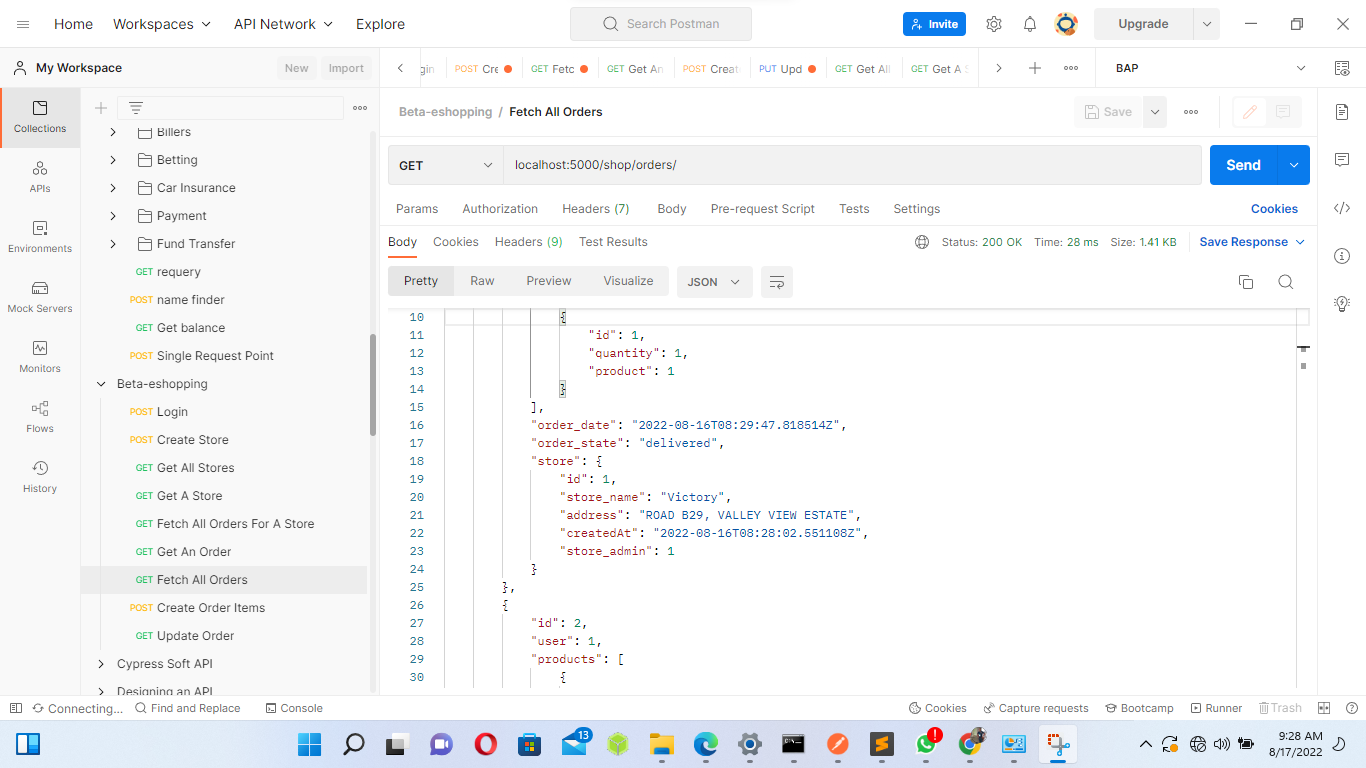 Home Workspaces API Network Explore Search Postman Invite Upgrade
My Workspace New Import
POST Cre GET Fetc GET Get An POST Creat PUT Upd GET Get All GET Get A S BAP
Collections
APIs
Environments
Mock Servers
Monitors
Flows
History
Billers
Betting
Car Insurance
Payment
Fund Transfer
GET requery
POST name finder
GET Get balance
POST Single Request Point
Beta-eshopping
POST Login
POST Create Store
GET Get All Stores
GET Get A Store
GET Fetch All Orders For A Store
GET Get An Order
GET Fetch All Orders
POST Create Order Items
GET Update Order
Cypress Soft API
Designing an API
Beta-eshopping / Fetch All Orders Save
GET localhost:5000/shop/orders/ Send
Params Authorization Headers (7) Body Pre-request Script Tests Settings Cookies
Body Cookies Headers (9) Test Results Status: 200 OK Time: 28 ms Size: 1.41 KB Save Response
Pretty Raw Preview Visualize JSON
10 {
11 "id": 1,
12 "quantity": 1,
13 "product": 1
14 }
15 ],
16 "order_date": "2022-08-16T08:29:47.818514Z",
17 "order_state": "delivered",
18 "store": {
19 "id": 1,
20 "store_name": "Victory",
21 "address": "ROAD B29, VALLEY VIEW ESTATE",
22 "createdAt": "2022-08-16T08:28:02.551108Z",
23 "store_admin": 1
24 }
25 },
26 {
27 "id": 2,
28 "user": 1,
29 "products": [
30 {
Connecting... Find and Replace Console Cookies Capture requests Bootcamp Runner Trash
13
9:28 AM
8/17/2022